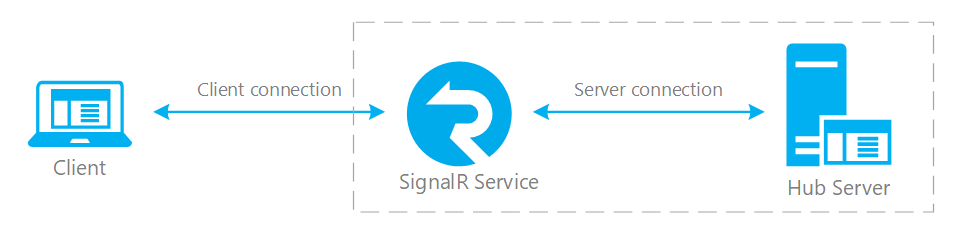 Client connection
Server connection
Client
SignalR Service
Hub Server